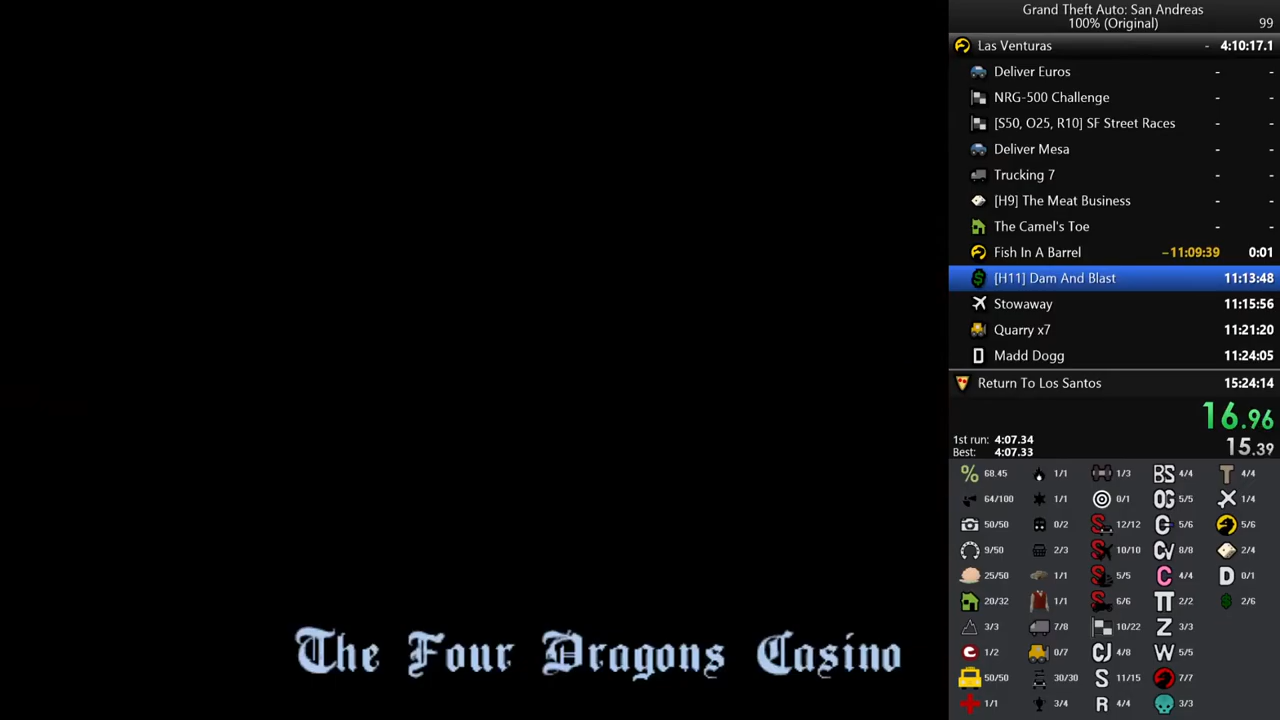 Grand Theft Auto: San Andreas
100% (Original) 99
Las Venturas - 4:10:17.1
Deliver Euros - -
NRG-500 Challenge - -
[S50, O25, R10] SF Street Races - -
Deliver Mesa - -
Trucking 7 - -
[H9] The Meat Business - -
The Camel's Toe - -
Fish In A Barrel −11:09:39 0:01
[H11] Dam And Blast 11:13:48
Stowaway 11:15:56
Quarry x7 11:21:20
D Madd Dogg 11:24:05
Return To Los Santos 15:24:14
16.96
1st run: 4:07.34
Best: 4:07.33
15.39
% 68.45 1/1 1/3 BS 4/4 T 4/4
64/100 1/1 0/1 OG 5/5 1/4
50/50 0/2 S 12/12 C 5/6 5/6
9/50 2/3 S 10/10 CV 8/8 2/4
25/50 1/1 S 5/5 C 4/4 D 0/1
20/32 1/1 S 6/6 2/2 2/6
3/3 7/8 10/22 Z 3/3
1/2 0/7 CJ 4/8 W 5/5
50/50 30/30 S 11/15 7/7
1/1 3/4 R 4/4 3/3
The Four Dragons Casino